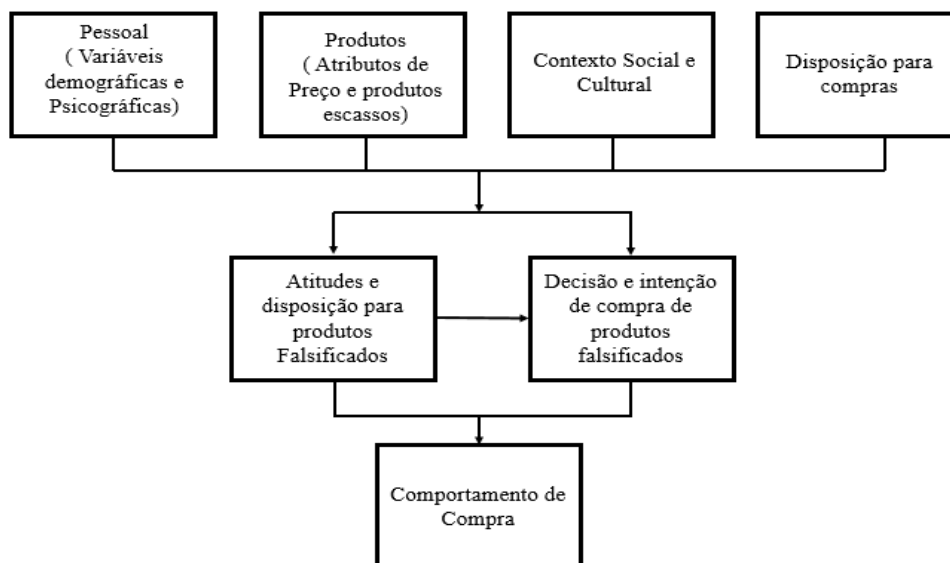 Pessoal
( Variáveis
demográficas e
Psicográficas)
Produtos
( Atributos de
Preço e produtos
escassos)
Contexto Social e
Cultural
Disposição para
compras
Atitudes e
disposição para
produtos
Falsificados
Decisão e intenção
de compra de
produtos
falsificados
Comportamento de
Compra